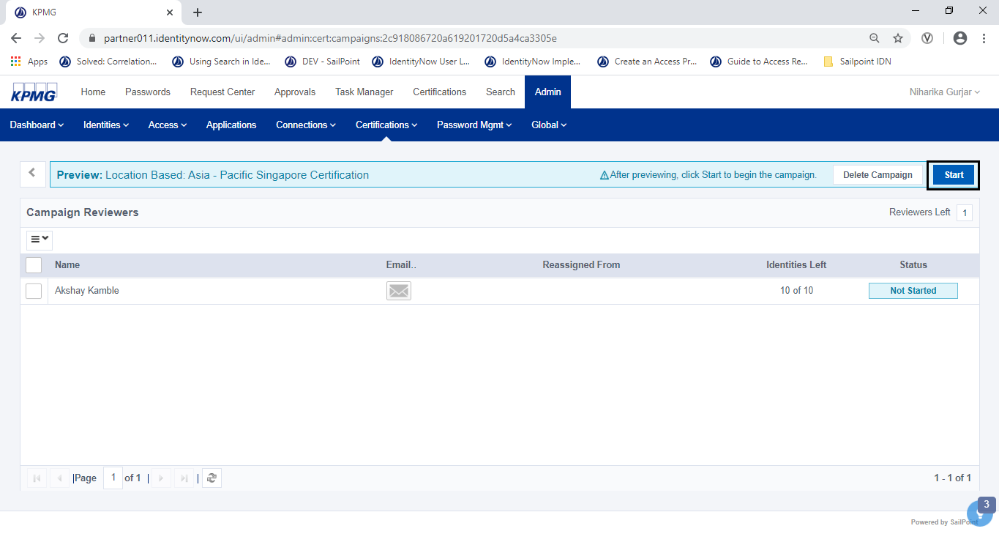 KPMG
partner011.identitynow.com/ui/admin#admin:cert:campaigns:2c918086720a619201720d5a4ca3305e
Apps Solved: Correlation... Using Search in Ide... DEV - SailPoint IdentityNow User L... IdentityNow Imple... Create an Access Pr... Guide to Access Re... Sailpoint IDN
KPMG Home Passwords Request Center Approvals Task Manager Certifications Search Admin Niharika Gurjar
Dashboard Identities Access Applications Connections Certifications Password Mgmt Global
Preview: Location Based: Asia - Pacific Singapore Certification After previewing, click Start to begin the campaign. Delete Campaign Start
Campaign Reviewers Reviewers Left 1
Name Email.. Reassigned From Identities Left Status
Akshay Kamble 10 of 10 Not Started
|Page 1 of 1 | | 1 - 1 of 1
3
Powered by SailPoint